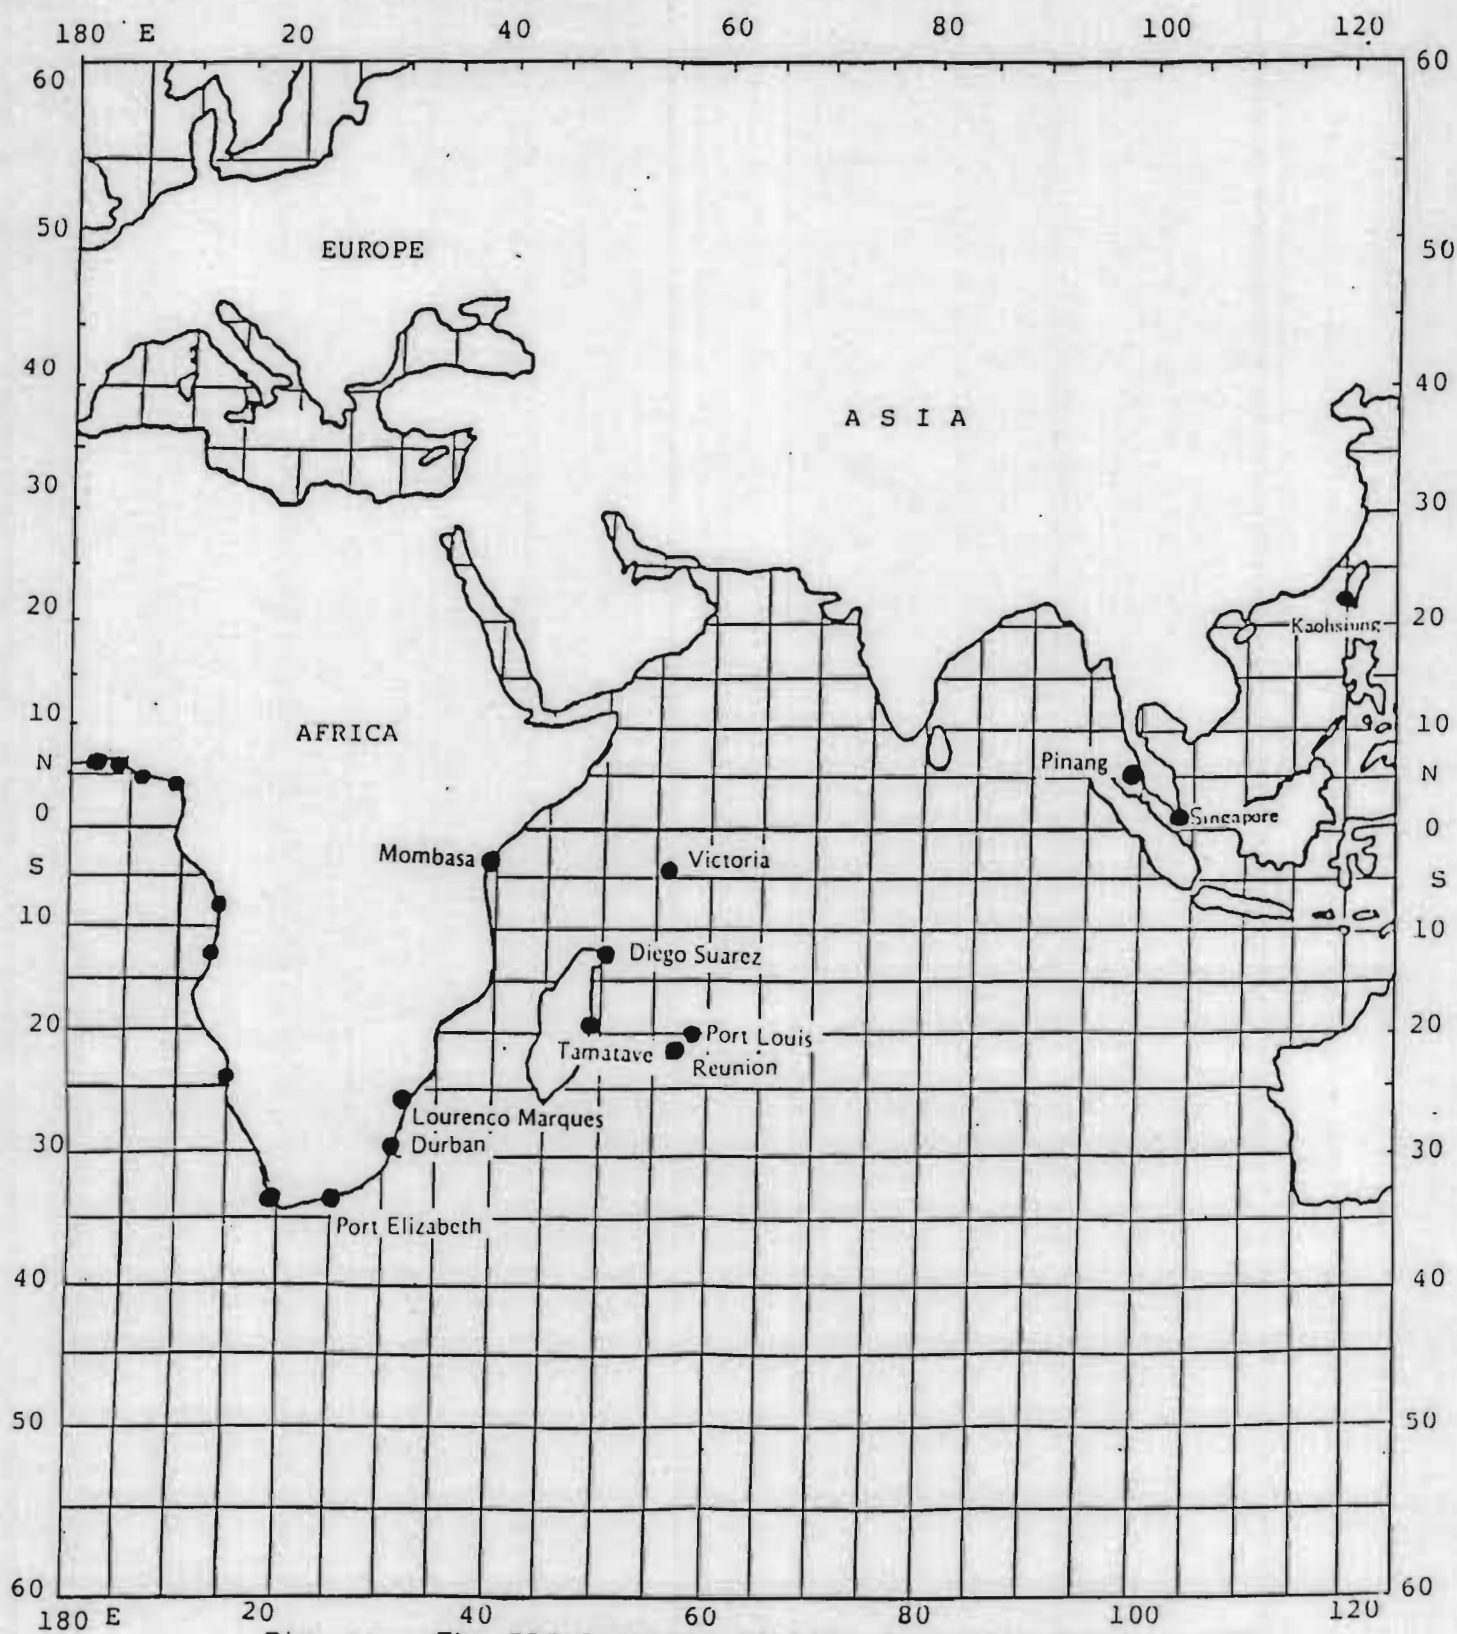 180 E 20 40 60 80 100 120
60 60
50 50
EUROPE
40 40
A S I A
30 30
20 20
Kaohsiung
10 10
AFRICA
N Pinang N
0 Singapore 0
Mombasa Victoria
S S
10 10
Diego Suarez
20 20
Port Louis
Tamatave
Reunion
Lourenco Marques
30 Durban 30
Port Elizabeth
40 40
50 50
60 60
180 E 20 40 60 80 100 120